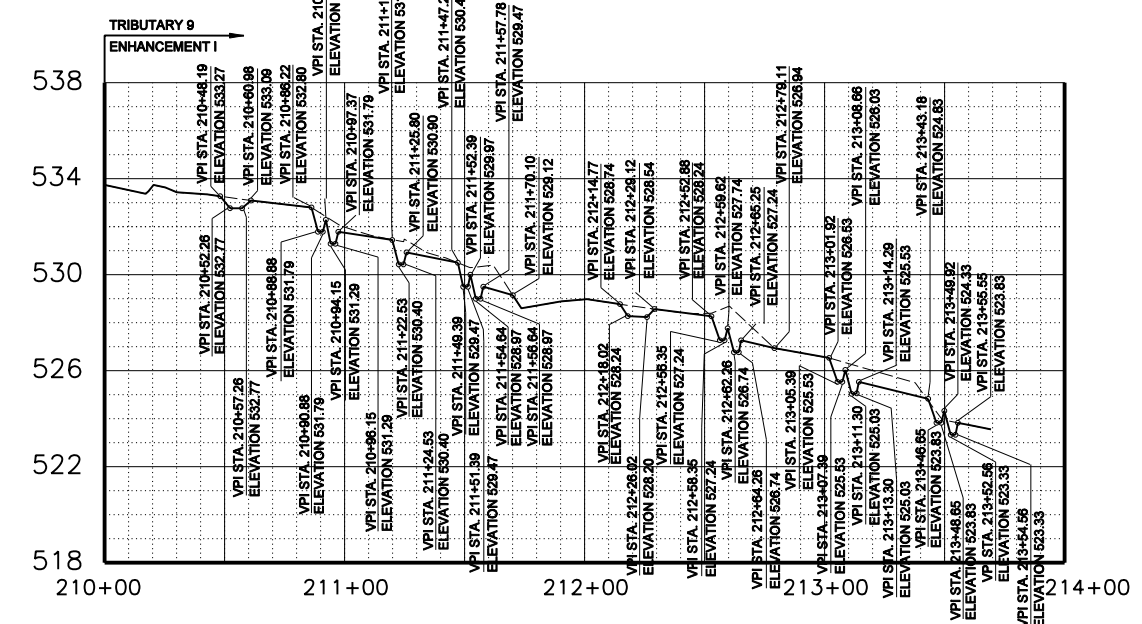 TRIBUTARY 9
ENHANCEMENT I
538
534
530
526
522
518
210+00
211+00
212+00
213+00
214+00
VPI STA. 210+48.19
ELEVATION 533.27
VPI STA. 210+60.98
ELEVATION 533.09
VPI STA. 210+86.22
ELEVATION 532.80
VPI STA. 210
ELEVATION
VPI STA. 210+97.37
ELEVATION 531.79
VPI STA. 211+1
ELEVATION 531
VPI STA. 211+25.80
ELEVATION 530.90
VPI STA. 211+47.2
ELEVATION 530.4
VPI STA. 211+52.39
ELEVATION 529.97
VPI STA. 211+57.78
ELEVATION 529.47
VPI STA. 211+70.10
ELEVATION 529.12
VPI STA. 212+14.77
ELEVATION 528.74
VPI STA. 212+29.12
ELEVATION 528.54
VPI STA. 212+52.88
ELEVATION 528.24
VPI STA. 212+59.62
ELEVATION 527.74
VPI STA. 212+65.25
ELEVATION 527.24
VPI STA. 212+79.11
ELEVATION 526.94
VPI STA. 213+01.92
ELEVATION 526.53
VPI STA. 213+08.66
ELEVATION 526.03
VPI STA. 213+14.29
ELEVATION 525.53
VPI STA. 213+43.18
ELEVATION 524.83
VPI STA. 213+49.92
ELEVATION 524.33
VPI STA. 213+55.55
ELEVATION 523.83
VPI STA. 210+52.26
ELEVATION 532.77
VPI STA. 210+57.26
ELEVATION 532.77
VPI STA. 210+88.88
ELEVATION 531.79
VPI STA. 210+90.88
ELEVATION 531.79
VPI STA. 210+94.15
ELEVATION 531.29
VPI STA. 210+96.15
ELEVATION 531.29
VPI STA. 211+22.53
ELEVATION 530.40
VPI STA. 211+24.53
ELEVATION 530.40
VPI STA. 211+49.39
ELEVATION 529.47
VPI STA. 211+51.39
ELEVATION 529.47
VPI STA. 211+54.64
ELEVATION 528.97
VPI STA. 211+56.64
ELEVATION 528.97
VPI STA. 212+18.02
ELEVATION 528.24
VPI STA. 212+26.02
ELEVATION 528.20
VPI STA. 212+56.35
ELEVATION 527.24
VPI STA. 212+58.35
ELEVATION 527.24
VPI STA. 212+62.26
ELEVATION 526.74
VPI STA. 212+64.26
ELEVATION 526.74
VPI STA. 213+05.39
ELEVATION 525.53
VPI STA. 213+07.39
ELEVATION 525.53
VPI STA. 213+11.30
ELEVATION 525.03
VPI STA. 213+13.30
ELEVATION 525.03
VPI STA. 213+46.65
ELEVATION 523.83
VPI STA. 213+48.65
ELEVATION 523.83
VPI STA. 213+52.56
ELEVATION 523.33
VPI STA. 213+54.56
ELEVATION 523.33